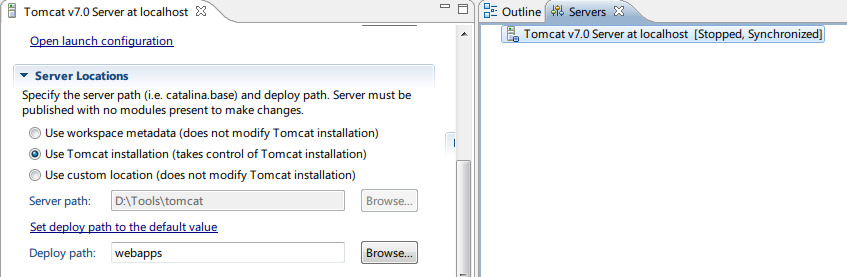 Tomcat v7.0 Server at localhost
Open launch configuration
Server Locations
Specify the server path (i.e. catalina.base) and deploy path. Server must be
published with no modules present to make changes.
Use workspace metadata (does not modify Tomcat installation)
Use Tomcat installation (takes control of Tomcat installation)
Use custom location (does not modify Tomcat installation)
Server path: D:\Tools\tomcat Browse...
Set deploy path to the default value
Deploy path: webapps Browse...
Outline Servers
Tomcat v7.0 Server at localhost [Stopped, Synchronized]